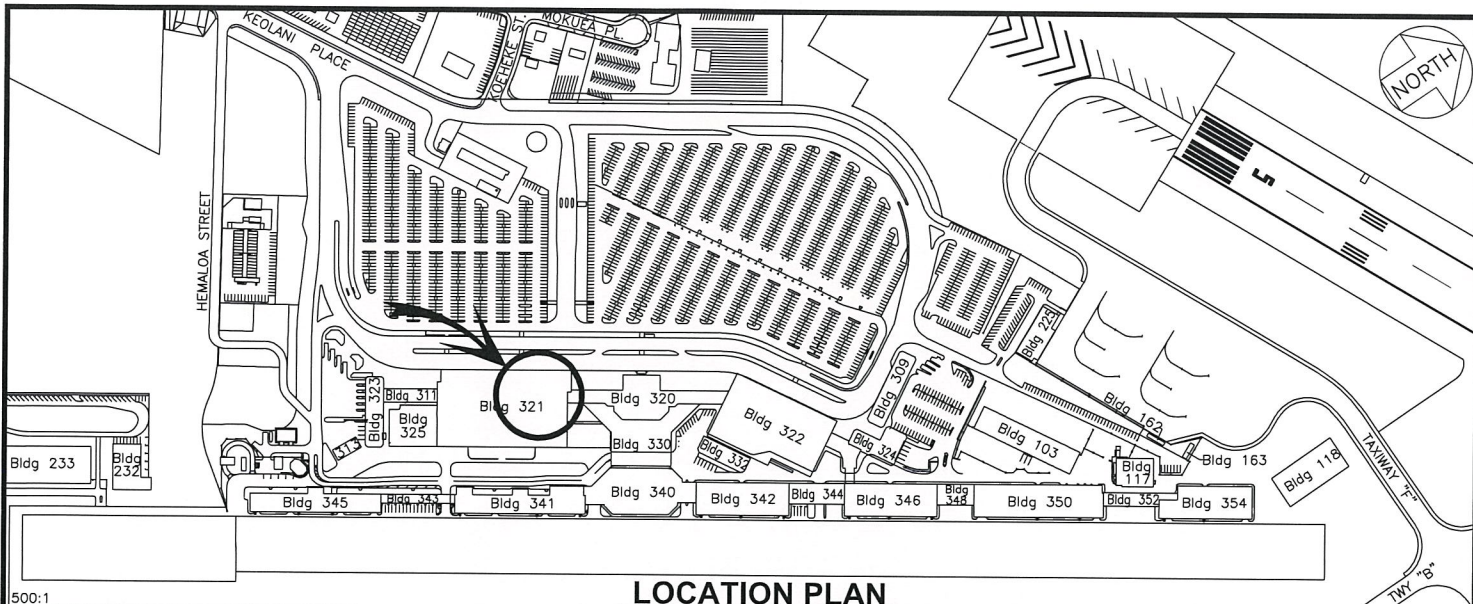 KEOLANI PLACE
KOEHEKE ST.
MOKUEA PL.
NORTH
HEMALOA STREET
5
Bldg 225
Bldg 309
Bldg 323
Bldg 311
Bldg 325
Bldg 321
Bldg 320
Bldg 330
Bldg 322
Bldg 332
Bldg 324
Bldg 103
Bldg 162
Bldg 163
Bldg 117
Bldg 118
TAXIWAY "F"
313
Bldg 233
Bldg 232
Bldg 345
Bldg 343
Bldg 341
Bldg 340
Bldg 342
Bldg 344
Bldg 346
Bldg 348
Bldg 350
Bldg 352
Bldg 354
TWY "B"
500:1
LOCATION PLAN